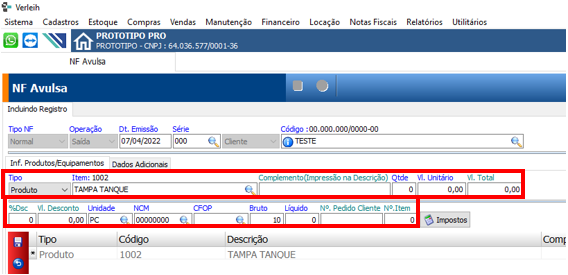 Verleih
Sistema Cadastros Estoque Compras Vendas Manutenção Financeiro Locação Notas Fiscais Relatórios Utilitários
PROTOTIPO PRO
PROTOTIPO - CNPJ : 64.036.577/0001-36
NF Avulsa
NF Avulsa
Incluindo Registro
Tipo NF Operação Dt. Emissão Série Código :00.000.000/0000-00
Normal Saída 07/04/2022 000 Cliente TESTE
Inf. Produtos/Equipamentos Dados Adicionais
Tipo Item: 1002 Complemento(Impressão na Descrição) Qtde Vl. Unitário Vl. Total
Produto TAMPA TANQUE 0 0,00 0,00
%Dsc Vl. Desconto Unidade NCM CFOP Bruto Líquido Nº. Pedido Cliente Nº.Item
0 0,00 PC 00000000 10 0 0 Impostos
Tipo Código Descrição Comp
Produto 1002 TAMPA TANQUE